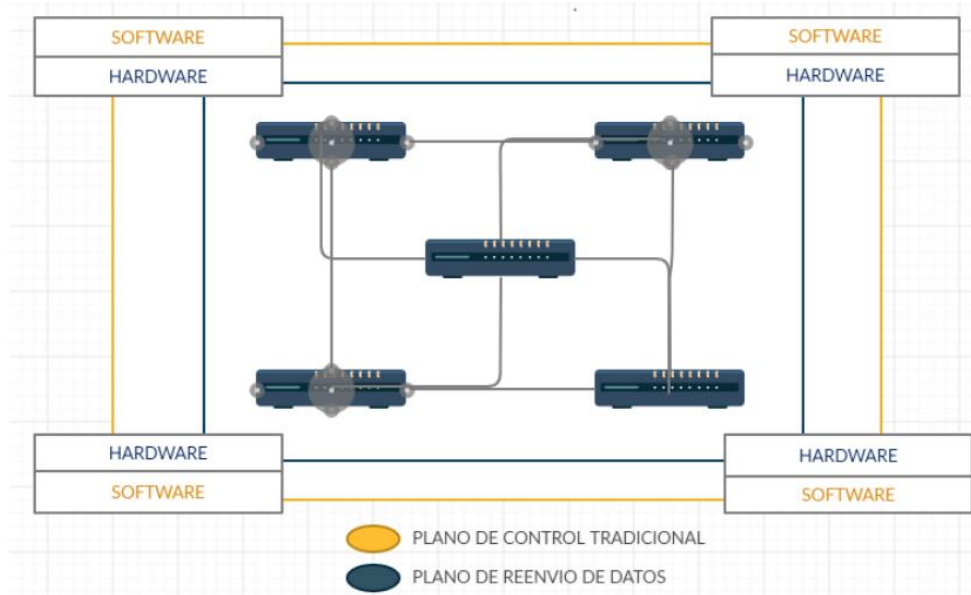 SOFTWARE
HARDWARE
SOFTWARE
HARDWARE
HARDWARE
SOFTWARE
HARDWARE
SOFTWARE
PLANO DE CONTROL TRADICIONAL
PLANO DE REENVIO DE DATOS